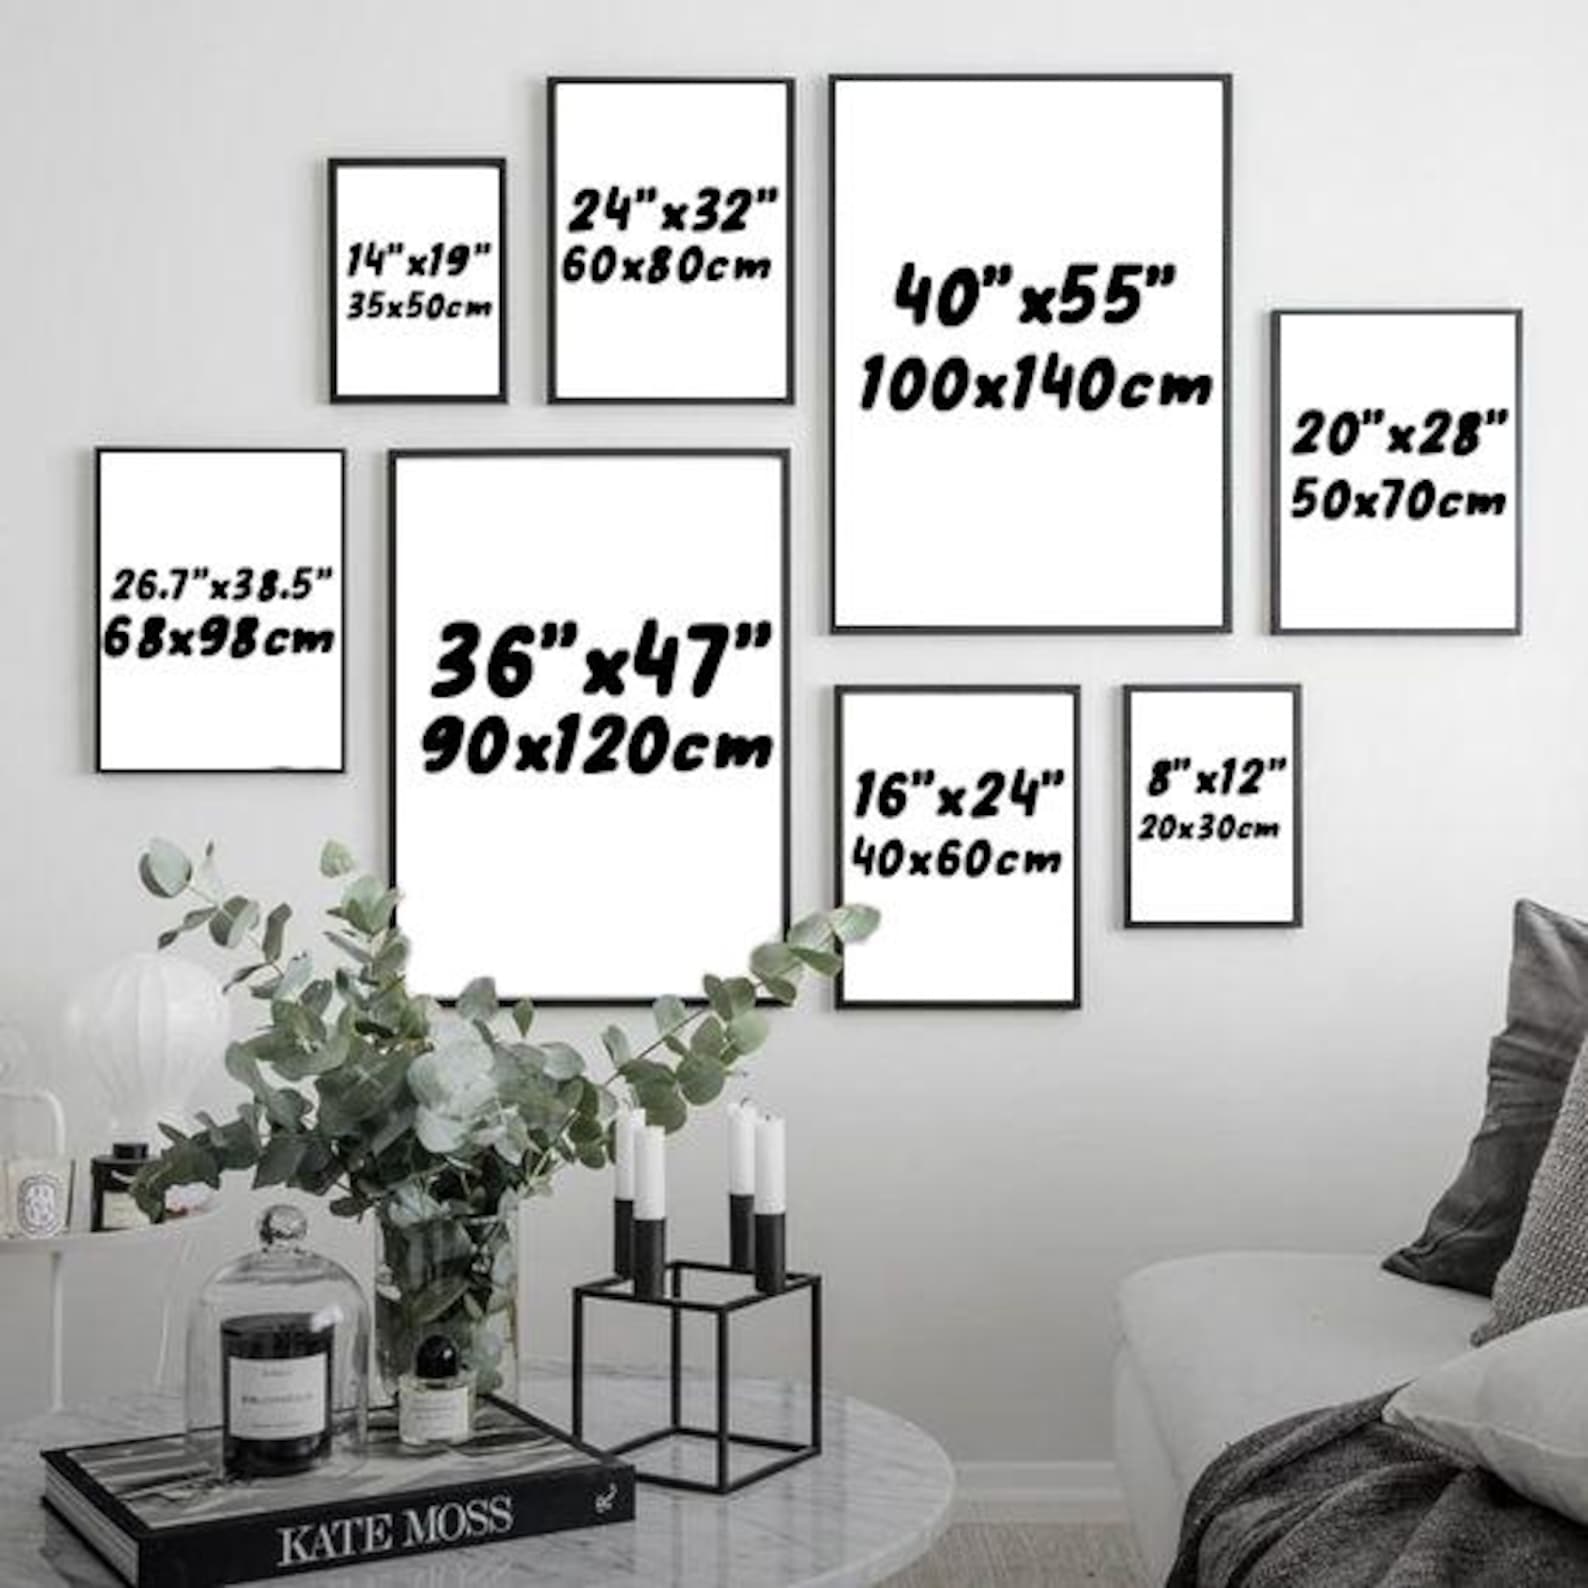 24”x32”
60x80cm
14”x19”
35x50cm
40”x55”
100x140cm
20”x28”
50x70cm
26.7”x38.5”
68x98cm
36”x47”
90x120cm
16”x24”
40x60cm
8”x12”
20x30cm
KATE MOSS